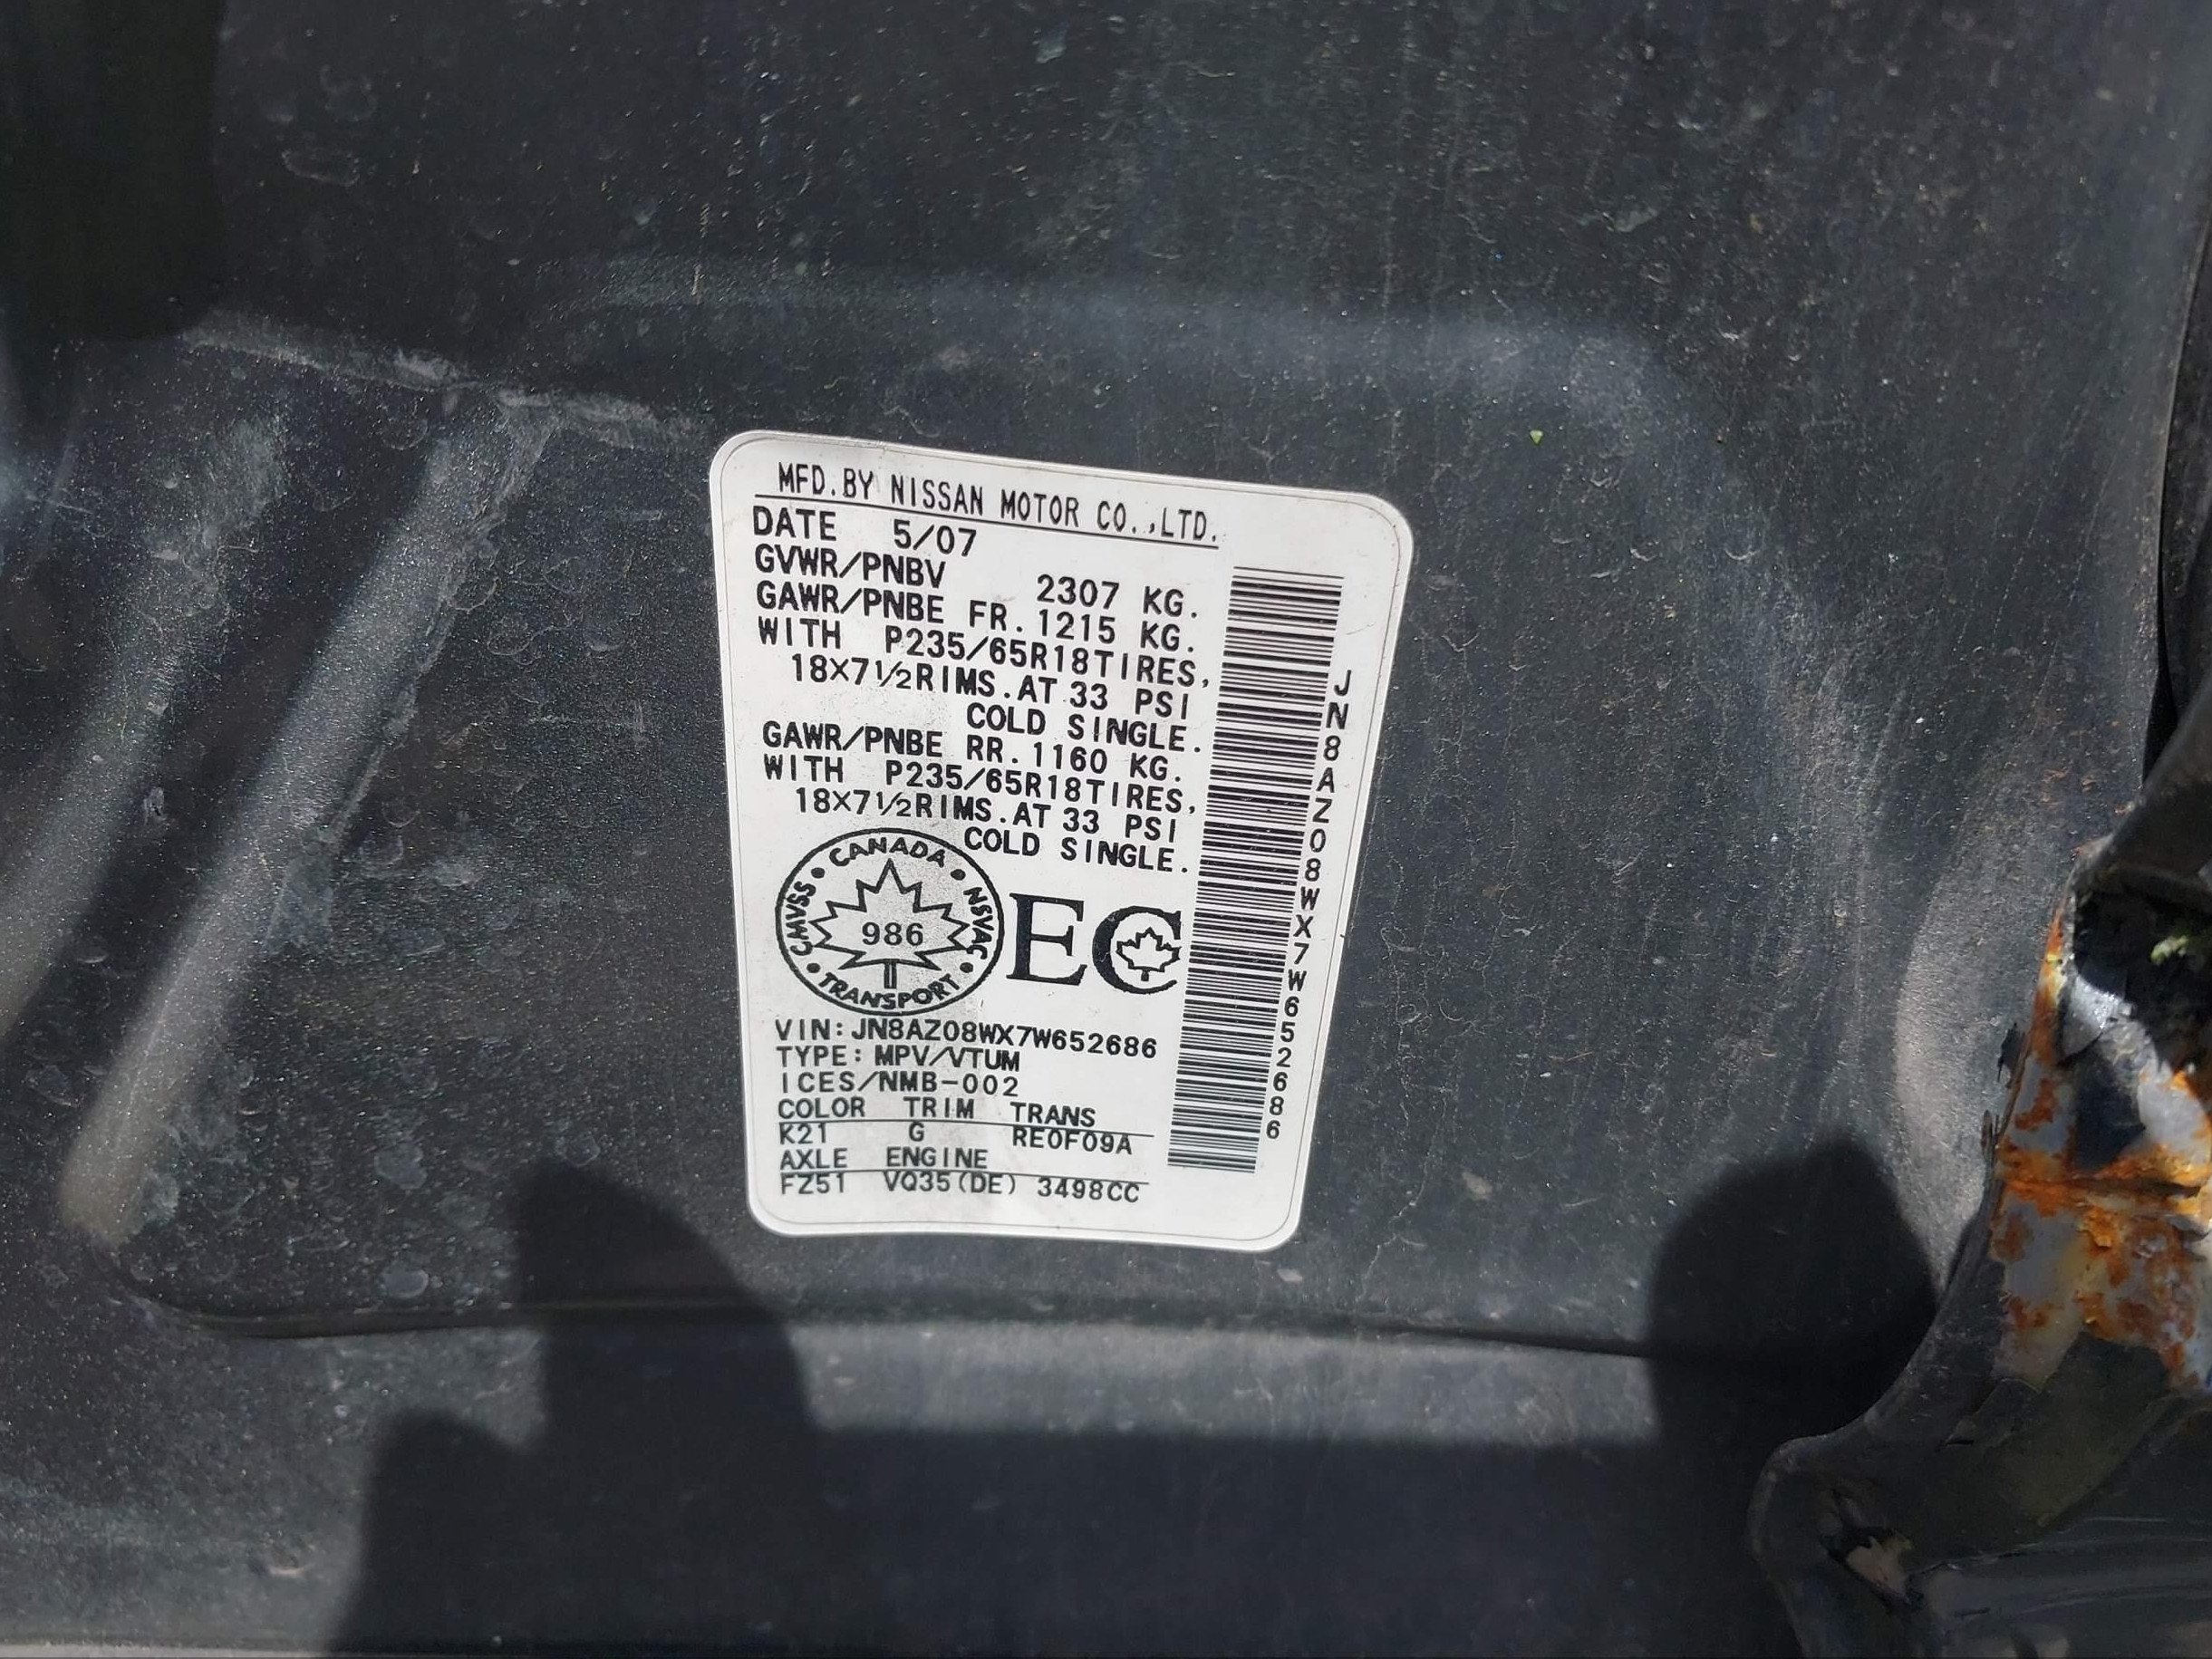 MFD.BY NISSAN MOTOR CO.,LTD.
DATE 5/07
GVWR/PNBV 2307 KG.
GAWR/PNBE FR. 1215 KG.
WITH P235/65R18TIRES,
18X7½RIMS.AT 33 PSI
COLD SINGLE.
GAWR/PNBE RR. 1160 KG.
WITH P235/65R18TIRES,
18X7½RIMS.AT 33 PSI
COLD SINGLE.
CANADA
CMVSS
986
NSVAC
TRANSPORT
EC
VIN: JN8AZ08WX7W652686
TYPE: MPV/VTUM
ICES/NMB-002
COLOR TRIM TRANS
K21 G RE0F09A
AXLE ENGINE
FZ51 VQ35(DE) 3498CC
JN8AZ08WX7W652686